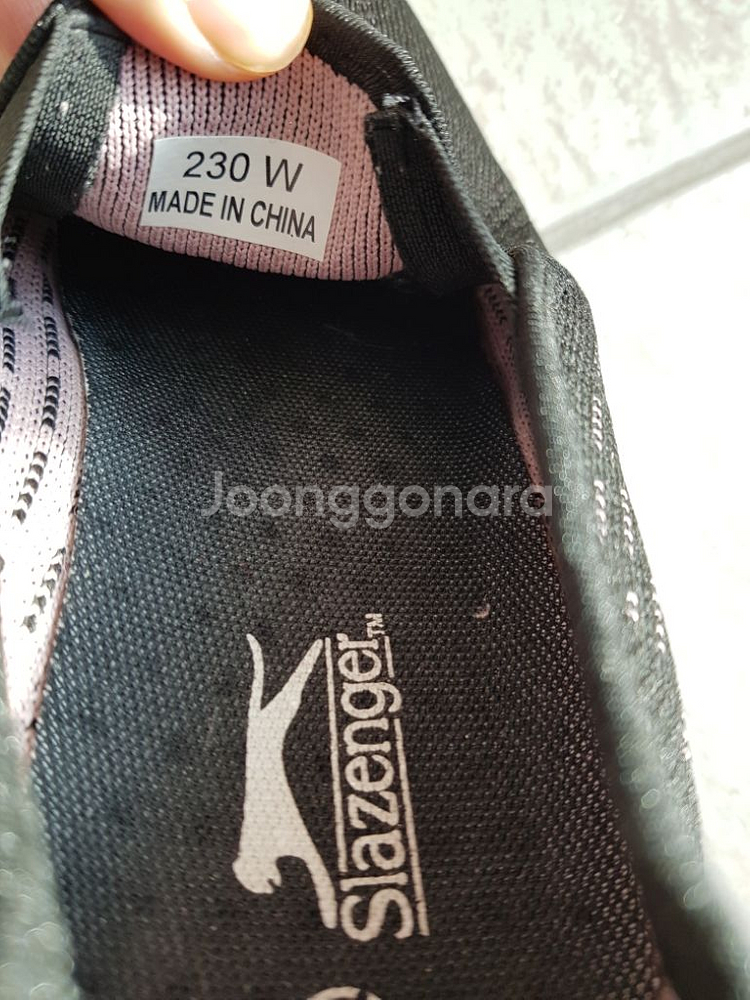 230 W
MADE IN CHINA
Joonggonara
Slazenger™